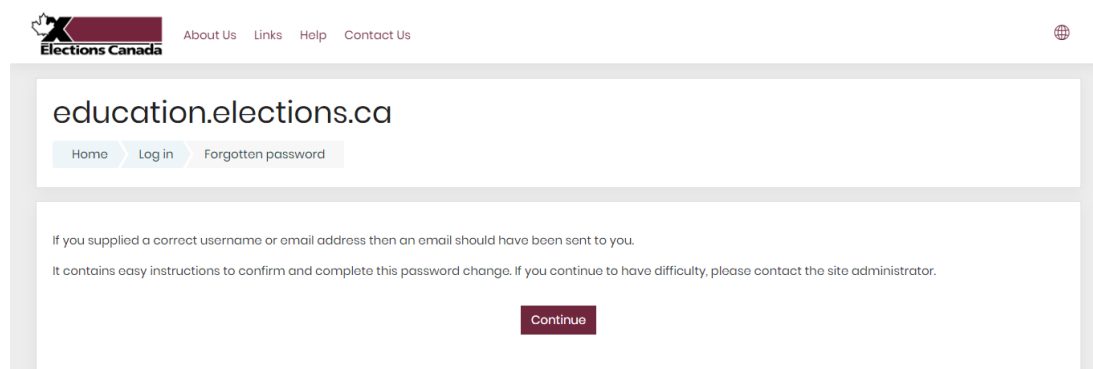 Elections Canada
About Us Links Help Contact Us
education.elections.ca
Home Log in Forgotten password
If you supplied a correct username or email address then an email should have been sent to you.
It contains easy instructions to confirm and complete this password change. If you continue to have difficulty, please contact the site administrator.
Continue